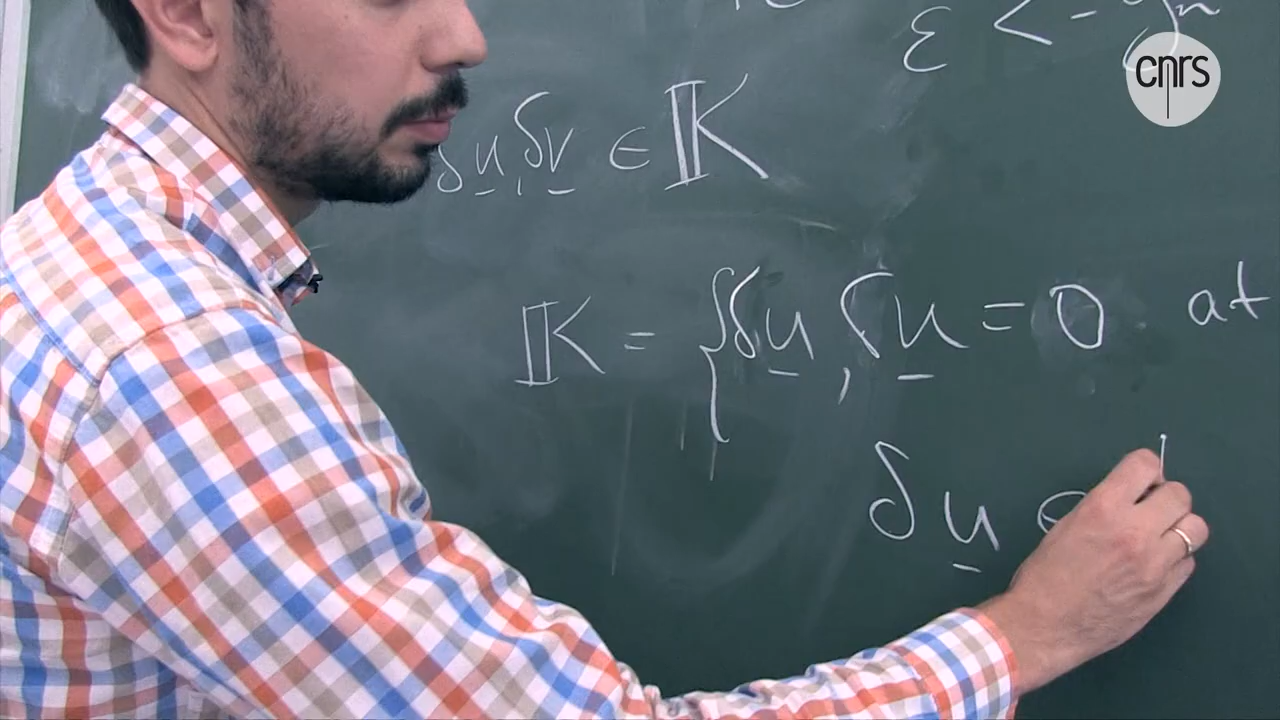 ε < -
cnrs
δu, δv ∈ 𝕂
𝕂 = {δu, δu = 0 at
δu ∈